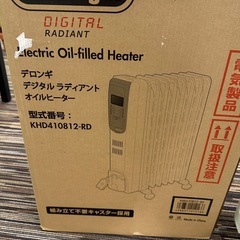 DIGITAL
RADIANT
Electric Oil-filled Heater
デロンギ
デジタル ラディアント
オイルヒーター
型式番号：
KHD410812-RD
電気製品
↑↑取扱注意
組み立て不要キャスター採用